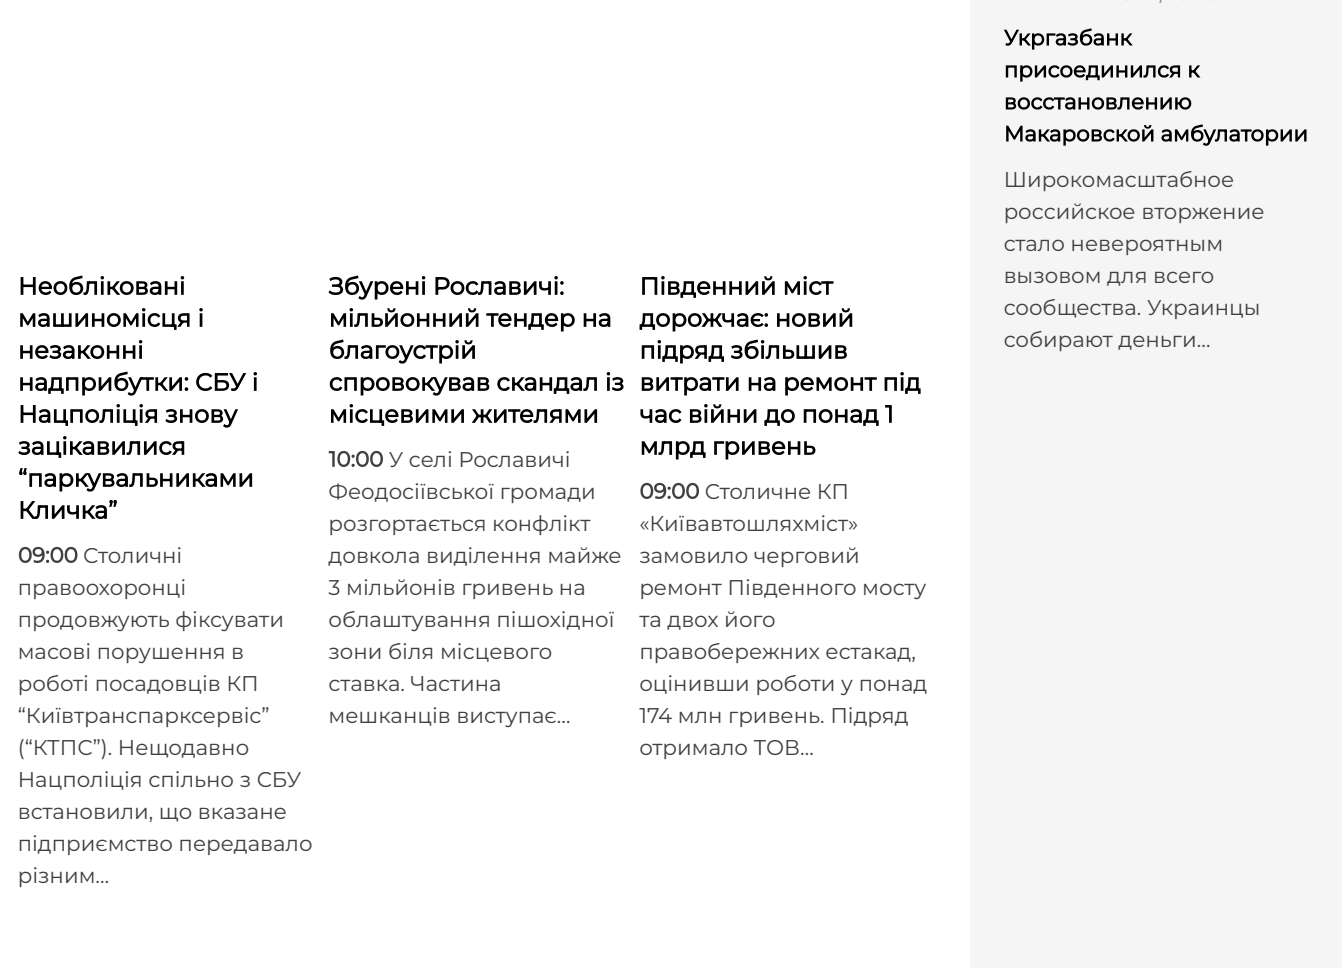 Необліковані
машиномісця і
незаконні
надприбутки: СБУ і
Нацполіція знову
зацікавилися
“паркувальниками
Кличка”
09:00 Столичні
правоохоронці
продовжують фіксувати
масові порушення в
роботі посадовців КП
“Київтранспарксервіс”
(“КТПС”). Нещодавно
Нацполіція спільно з СБУ
встановили, що вказане
підприємство передавало
різним...
Збурені Рославичі:
мільйонний тендер на
благоустрій
спровокував скандал із
місцевими жителями
10:00 У селі Рославичі
Феодосіївської громади
розгортається конфлікт
довкола виділення майже
3 мільйонів гривень на
облаштування пішохідної
зони біля місцевого
ставка. Частина
мешканців виступає...
Південний міст
дорожчає: новий
підряд збільшив
витрати на ремонт під
час війни до понад 1
млрд гривень
09:00 Столичне КП
«Київавтошляхміст»
замовило черговий
ремонт Південного мосту
та двох його
правобережних естакад,
оцінивши роботи у понад
174 млн гривень. Підряд
отримало ТОВ...
Укргазбанк
присоединился к
восстановлению
Макаровской амбулатории
Широкомасштабное
российское вторжение
стало невероятным
вызовом для всего
сообщества. Украинцы
собирают деньги...